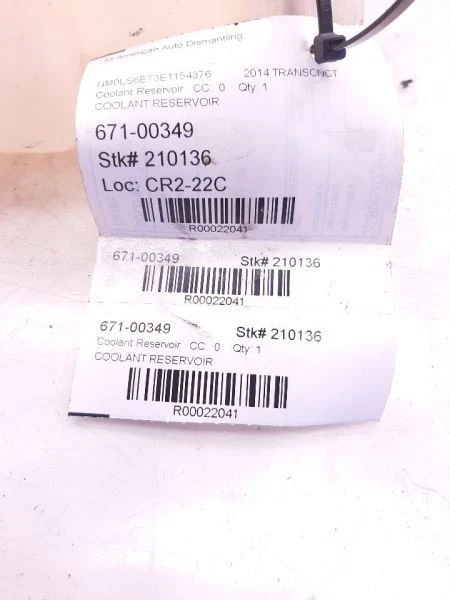 All American Auto Dismantling
NM0LS6E73E1154376 2014 TRANSCNCT
Coolant Reservoir CC: 0 Qty: 1
COOLANT RESERVOIR
671-00349
Stk# 210136
Loc: CR2-22C
R00022041
671-00349 Stk# 210136
R00022041
671-00349 Stk# 210136
Coolant Reservoir CC: 0 Qty: 1
COOLANT RESERVOIR
R00022041